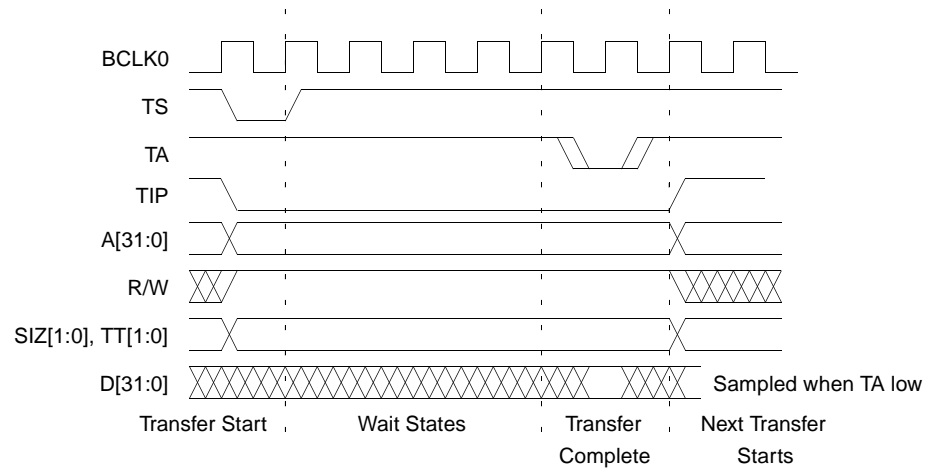 BCLK0
TS
TA
TIP
A[31:0]
R/W
SIZ[1:0], TT[1:0]
D[31:0]
Sampled when TA low
Transfer Start
Wait States
Transfer
Complete
Next Transfer
Starts